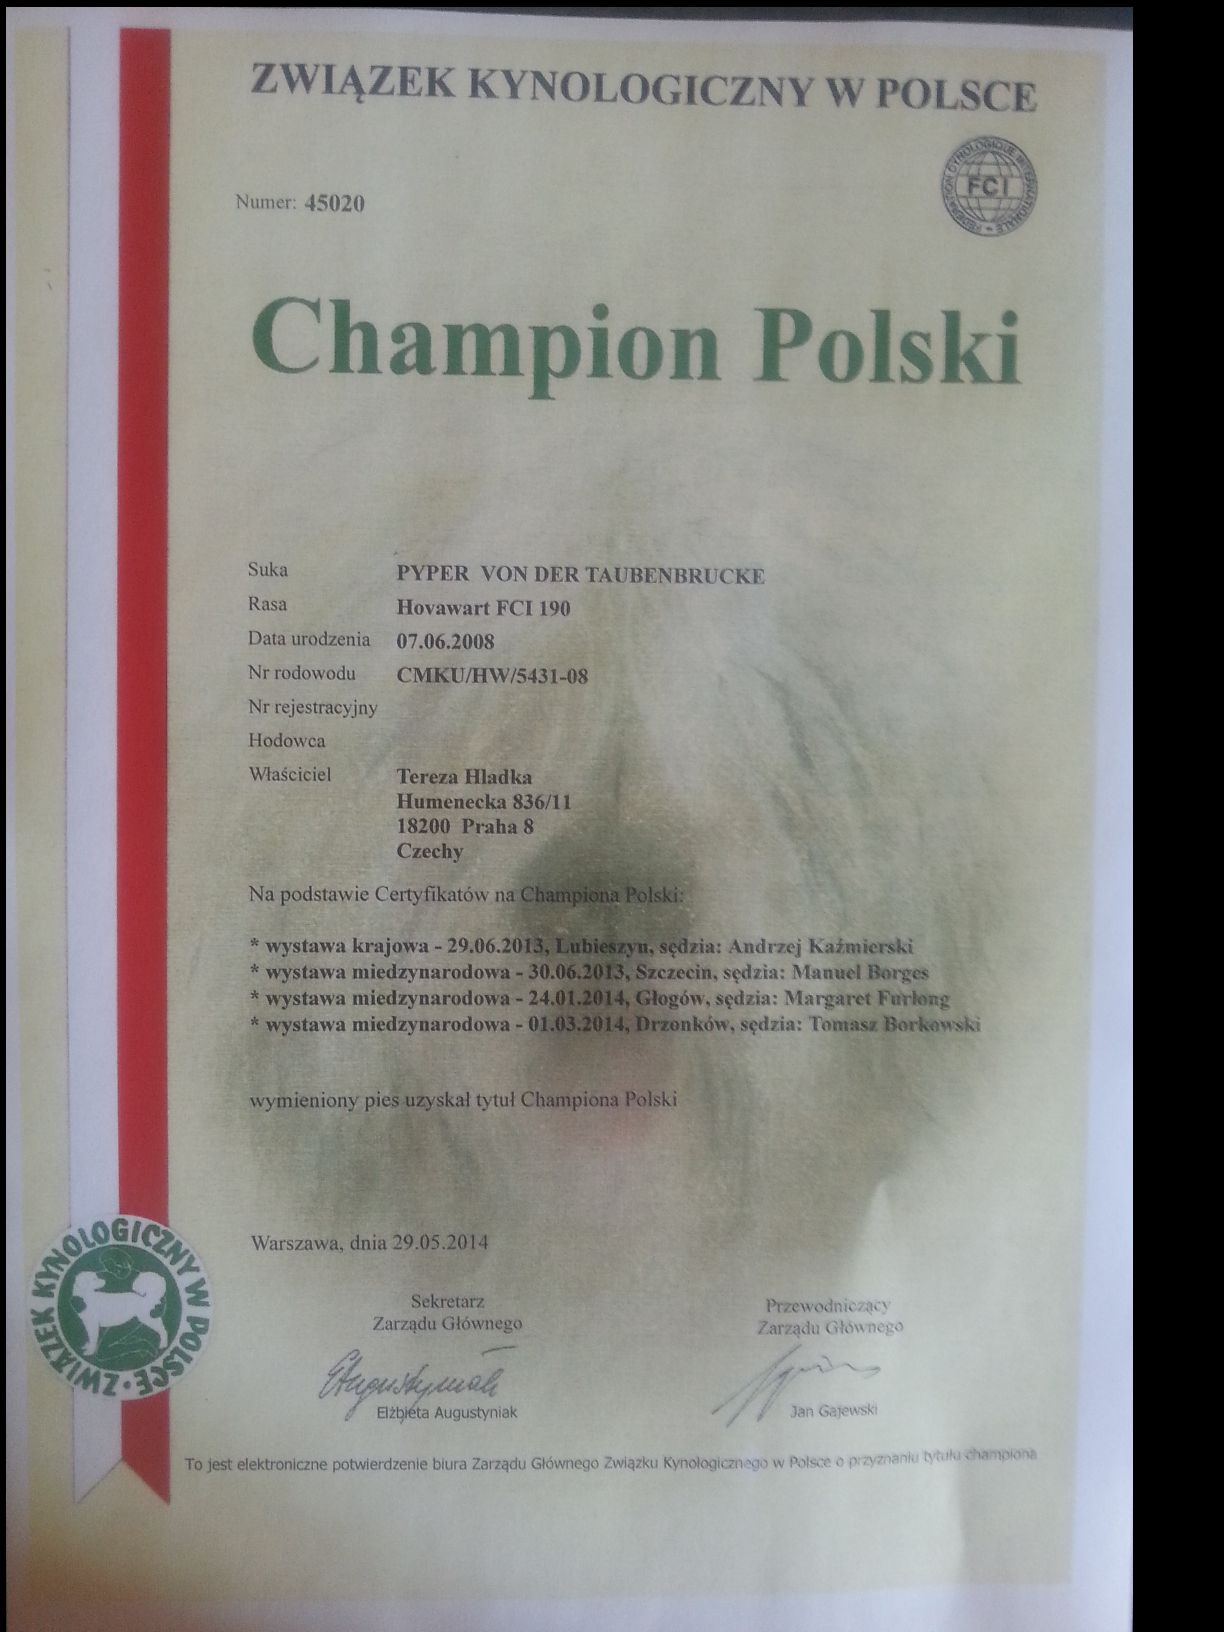 ZWIĄZEK KYNOLOGICZNY W POLSCE
FEDERATION CYNOLOGIQUE INTERNATIONALE
FCI
Numer: 45020
Champion Polski
Suka PYPER VON DER TAUBENBRUCKE
Rasa Hovawart FCI 190
Data urodzenia 07.06.2008
Nr rodowodu CMKU/HW/5431-08
Nr rejestracyjny
Hodowca
Właściciel Tereza Hladka
Humenecka 836/11
18200 Praha 8
Czechy
Na podstawie Certyfikatów na Championa Polski:
* wystawa krajowa - 29.06.2013, Lubieszyn, sędzia: Andrzej Kaźmierski
* wystawa miedzynarodowa - 30.06.2013, Szczecin, sędzia: Manuel Borges
* wystawa miedzynarodowa - 24.01.2014, Głogów, sędzia: Margaret Furlong
* wystawa miedzynarodowa - 01.03.2014, Drzonków, sędzia: Tomasz Borkowski
wymieniony pies uzyskał tytuł Championa Polski
Warszawa, dnia 29.05.2014
ZWIĄZEK KYNOLOGICZNY W POLSCE
Sekretarz
Zarządu Głównego
EAugustyniak
Elżbieta Augustyniak
Przewodniczący
Zarządu Głównego
Jan Gajewski
To jest elektroniczne potwierdzenie biura Zarządu Głównego Związku Kynologicznego w Polsce o przyznaniu tytułu championa